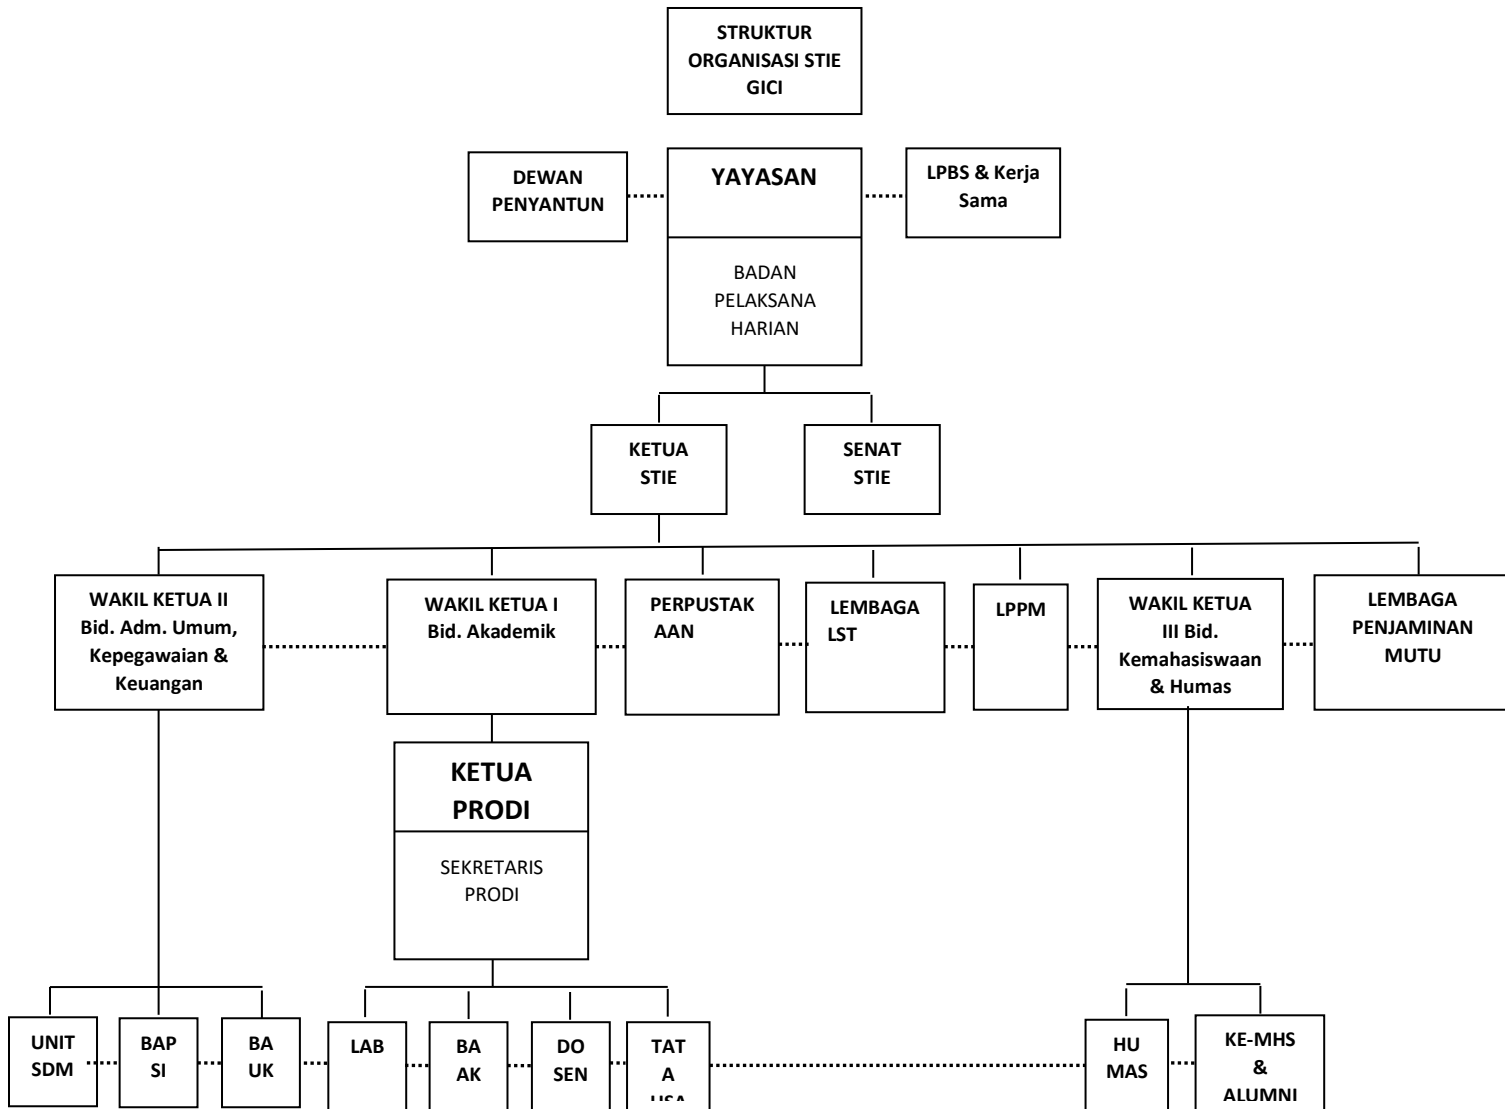 STRUKTUR
ORGANISASI STIE
GICI
DEWAN
PENYANTUN
YAYASAN
LPBS & Kerja
Sama
BADAN
PELAKSANA
HARIAN
KETUA
STIE
SENAT
STIE
WAKIL KETUA II
Bid. Adm. Umum,
Kepegawaian &
Keuangan
WAKIL KETUA I
Bid. Akademik
PERPUSTAK
AAN
LEMBAGA
LST
LPPM
WAKIL KETUA
III Bid.
Kemahasiswaan
& Humas
LEMBAGA
PENJAMINAN
MUTU
KETUA
PRODI
SEKRETARIS
PRODI
UNIT
SDM
BAP
SI
BA
UK
LAB
BA
AK
DO
SEN
TAT
A
USA
HU
MAS
KE-MHS
&
ALUMNI